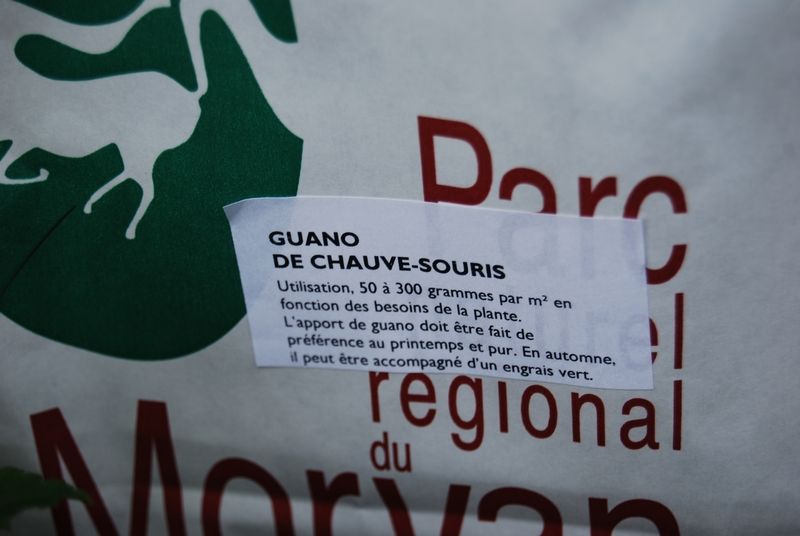 Parc
GUANO
DE CHAUVE-SOURIS
Utilisation, 50 à 300 grammes par m² en
fonction des besoins de la plante.
L'apport de guano doit être fait de
préférence au printemps et pur. En automne,
il peut être accompagné d'un engrais vert.
régional
du
Morvan